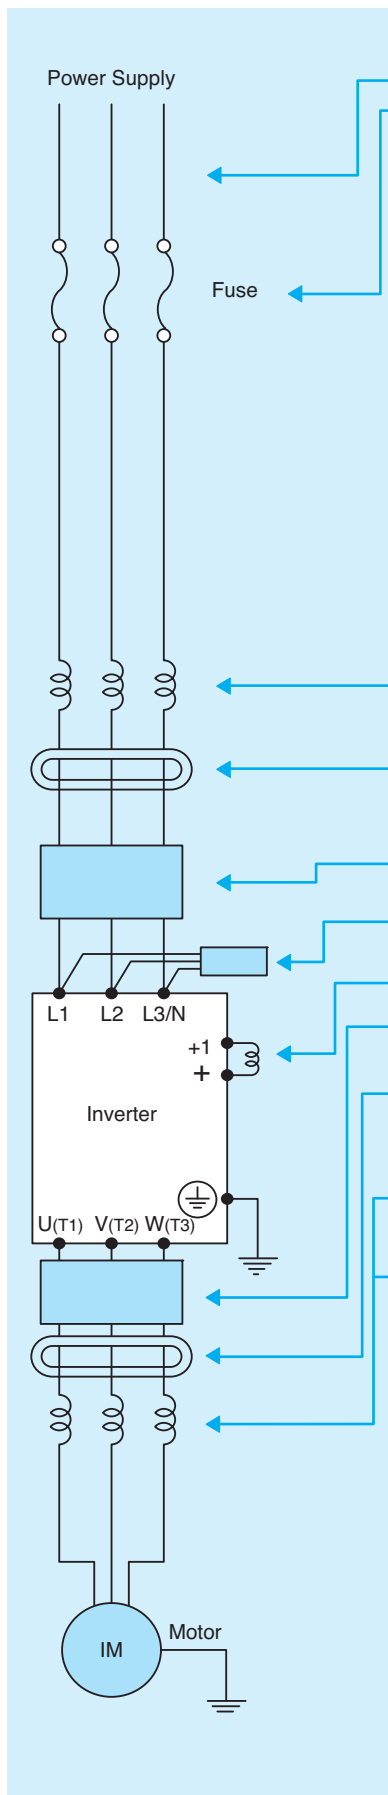 Power Supply
Fuse
L1 L2 L3/N
+1
+
Inverter
U(T1) V(T2) W(T3)
Motor
IM